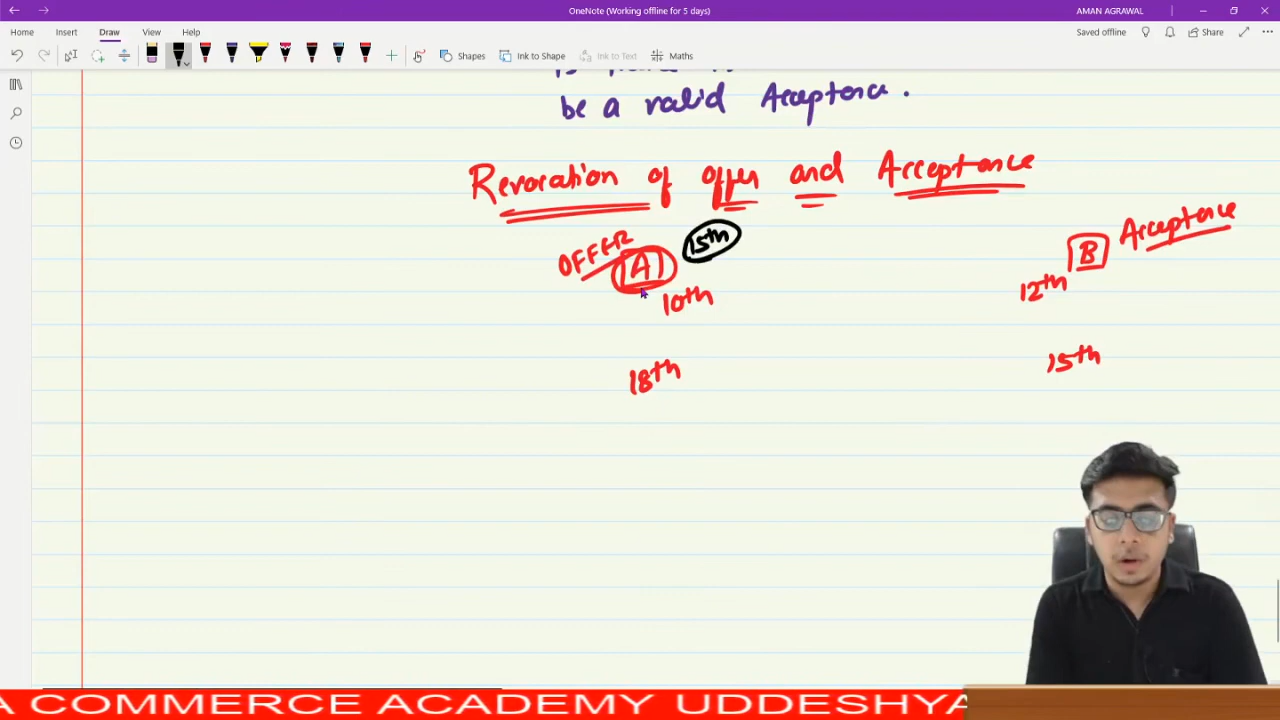 OneNote (Working offline for 5 days)
AMAN AGRAWAL
Home Insert Draw View Help
Saved offline
Share
Shapes
Ink to Shape
Ink to Text
Maths
be a valid Acceptance.
Revocation of offer and Acceptance
OFFER A 15th
B Acceptance
10th
12th
18th
15th
A COMMERCE ACADEMY UDDESHYA